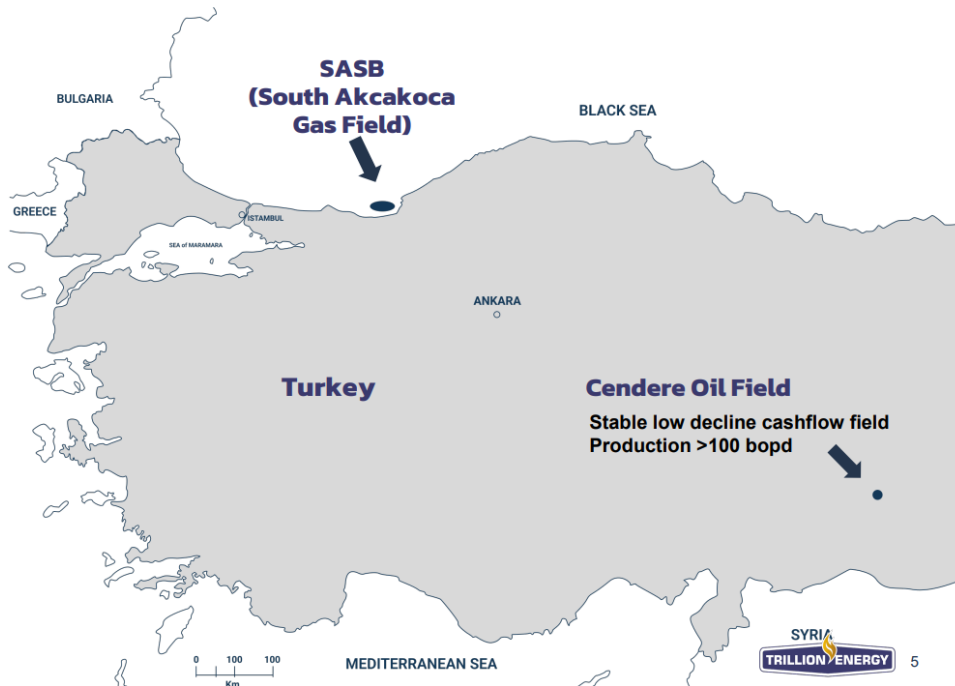 SASB
(South Akcakoca
Gas Field)
BULGARIA
BLACK SEA
GREECE
ISTANBUL
SEA of MARAMARA
ANKARA
Turkey
Cendere Oil Field
Stable low decline cashflow field
Production >100 bopd
SYRIA
0 100 100
Km
MEDITERRANEAN SEA
TRILLION ENERGY
5